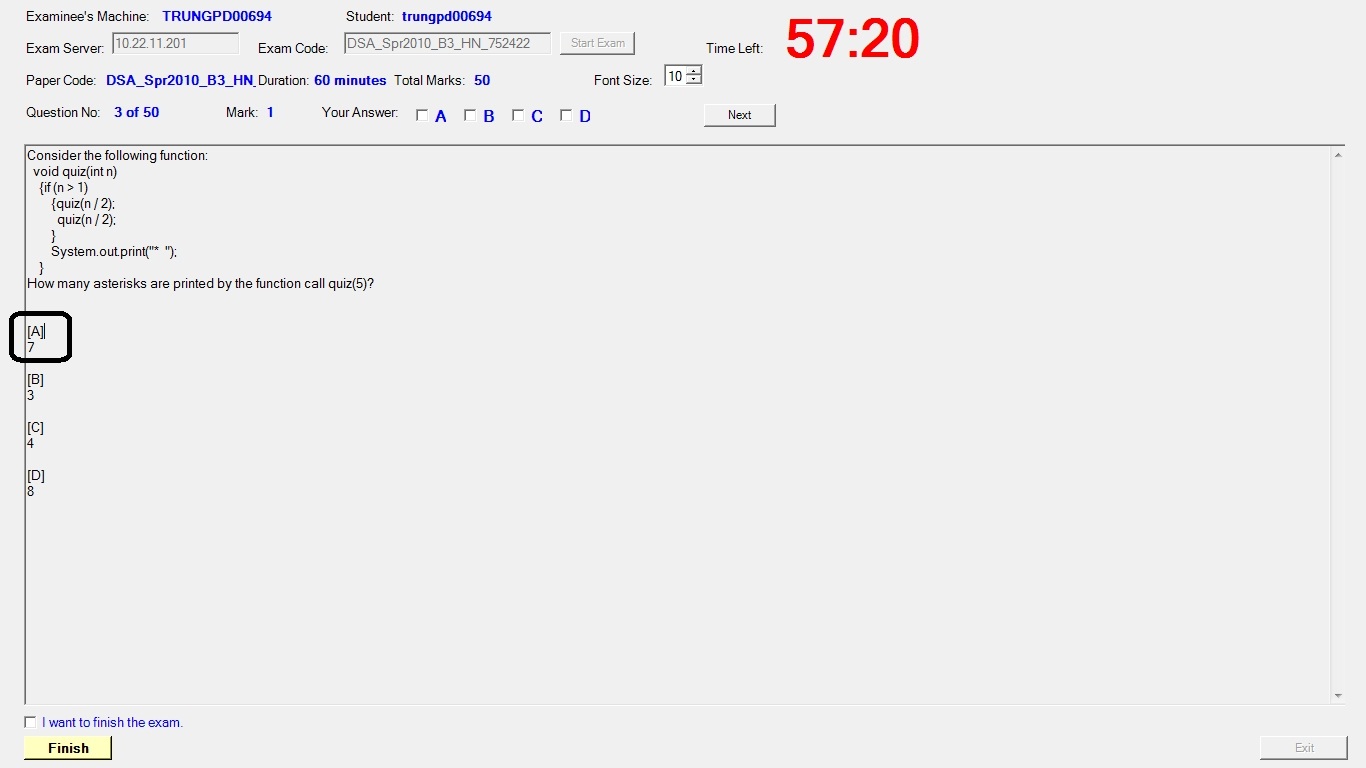 Examinee's Machine: TRUNGPD00694 Student: trungpd00694
Exam Server: 10.22.11.201 Exam Code: DSA_Spr2010_B3_HN_752422 Start Exam Time Left: 57:20
Paper Code: DSA_Spr2010_B3_HN_ Duration: 60 minutes Total Marks: 50 Font Size: 10
Question No: 3 of 50 Mark: 1 Your Answer: A B C D Next
Consider the following function:
void quiz(int n)
{if (n > 1)
{quiz(n / 2);
quiz(n / 2);
}
System.out.print("* ");
}
How many asterisks are printed by the function call quiz(5)?
[A]
7
[B]
3
[C]
4
[D]
8
I want to finish the exam.
Finish Exit